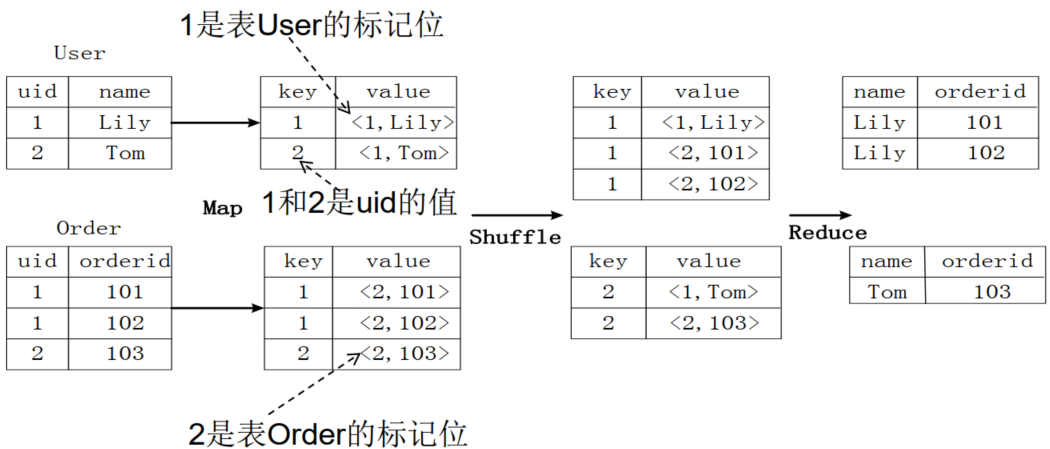 1是表User的标记位
User
uid name
1 Lily
2 Tom
key value
1 <1,Lily>
2 <1,Tom>
1和2是uid的值
Map
Order
uid orderid
1 101
1 102
2 103
key value
1 <2,101>
1 <2,102>
2 <2,103>
2是表Order的标记位
Shuffle
key value
1 <1,Lily>
1 <2,101>
1 <2,102>
key value
2 <1,Tom>
2 <2,103>
Reduce
name orderid
Lily 101
Lily 102
name orderid
Tom 103